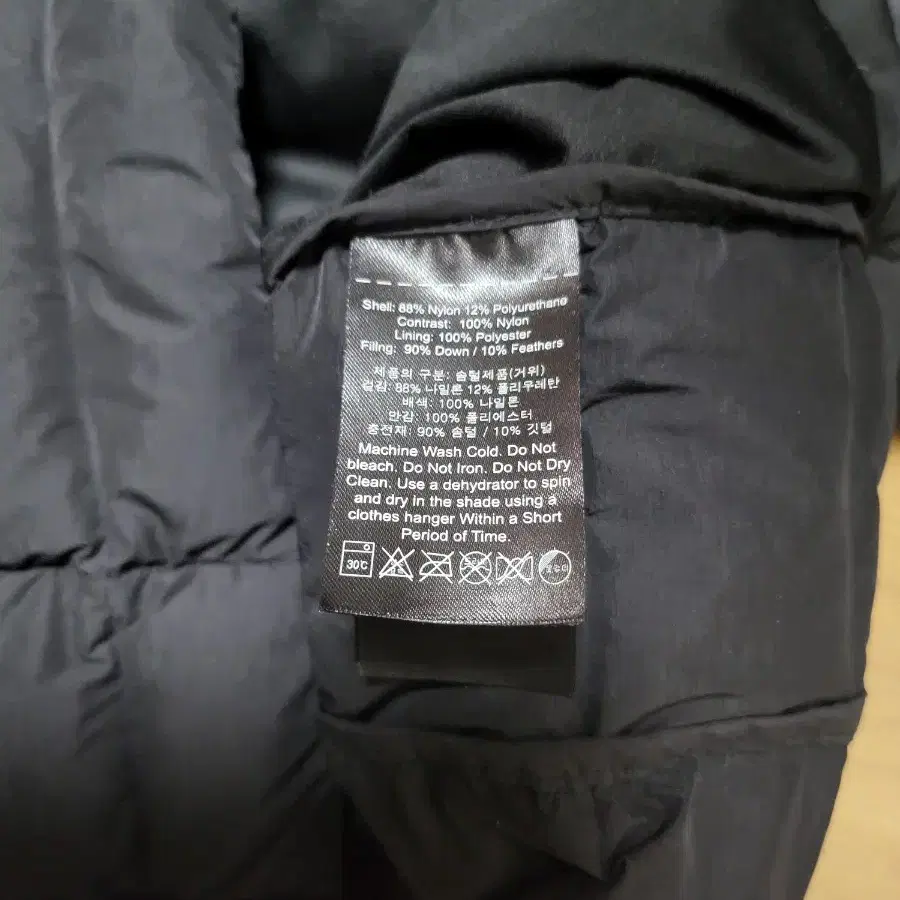 Shell: 88% Nylon 12% Polyurethane
Contrast: 100% Nylon
Lining: 100% Polyester
Fillng: 90% Down / 10% Feathers
제품의 구분: 솜털제품(거위)
겉감: 88% 나일론 12% 폴리우레탄
배색: 100% 나일론
안감: 100% 폴리에스터
충전재: 90% 솜털 / 10% 깃털
Machine Wash Cold. Do Not
bleach. Do Not Iron. Do Not Dry
Clean. Use a dehydrator to spin
and dry in the shade using a
clothes hanger Within a Short
Period of Time.
30℃